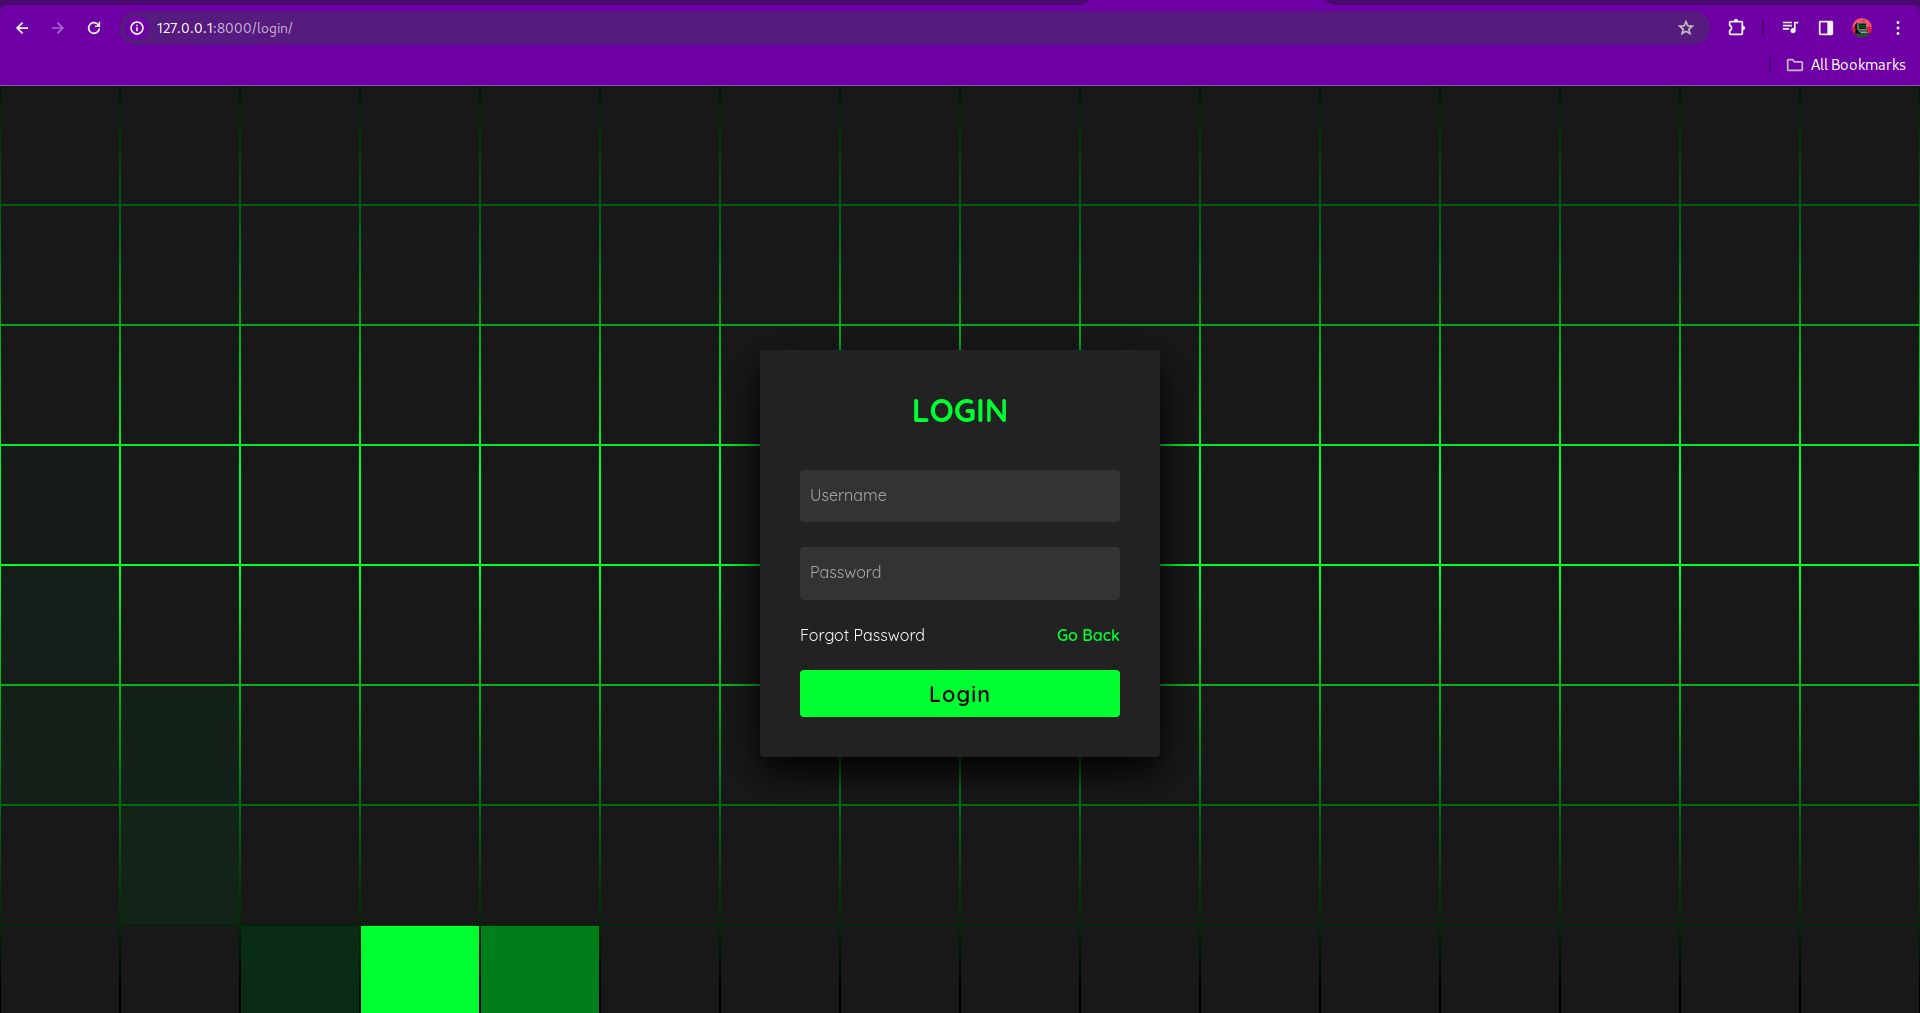 127.0.0.1:8000/login/
All Bookmarks
LOGIN
Username
Password
Forgot Password
Go Back
Login